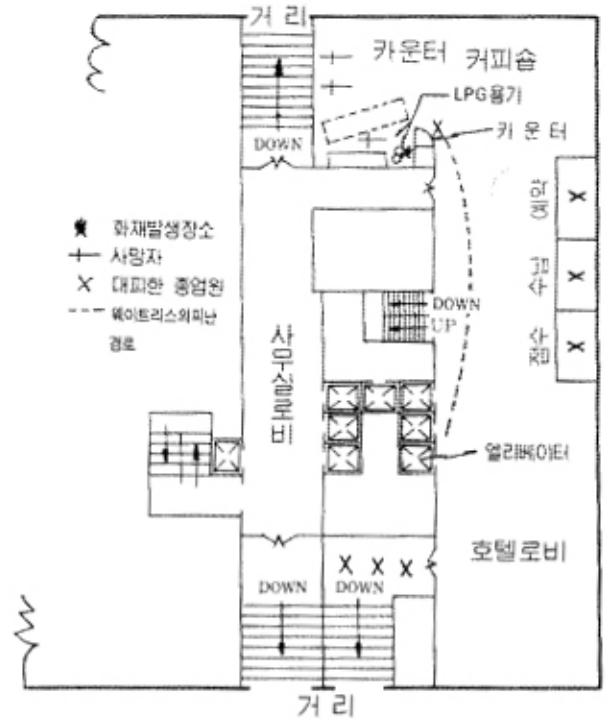 거 리
카운터 커피숍
LPG용기
카 운 터
DOWN
화재발생장소
사망자
대피한 종업원
웨이트리스의피난
경로
DOWN
UP
사무실로비
엘리베이터
호텔로비
DOWN DOWN
거 리